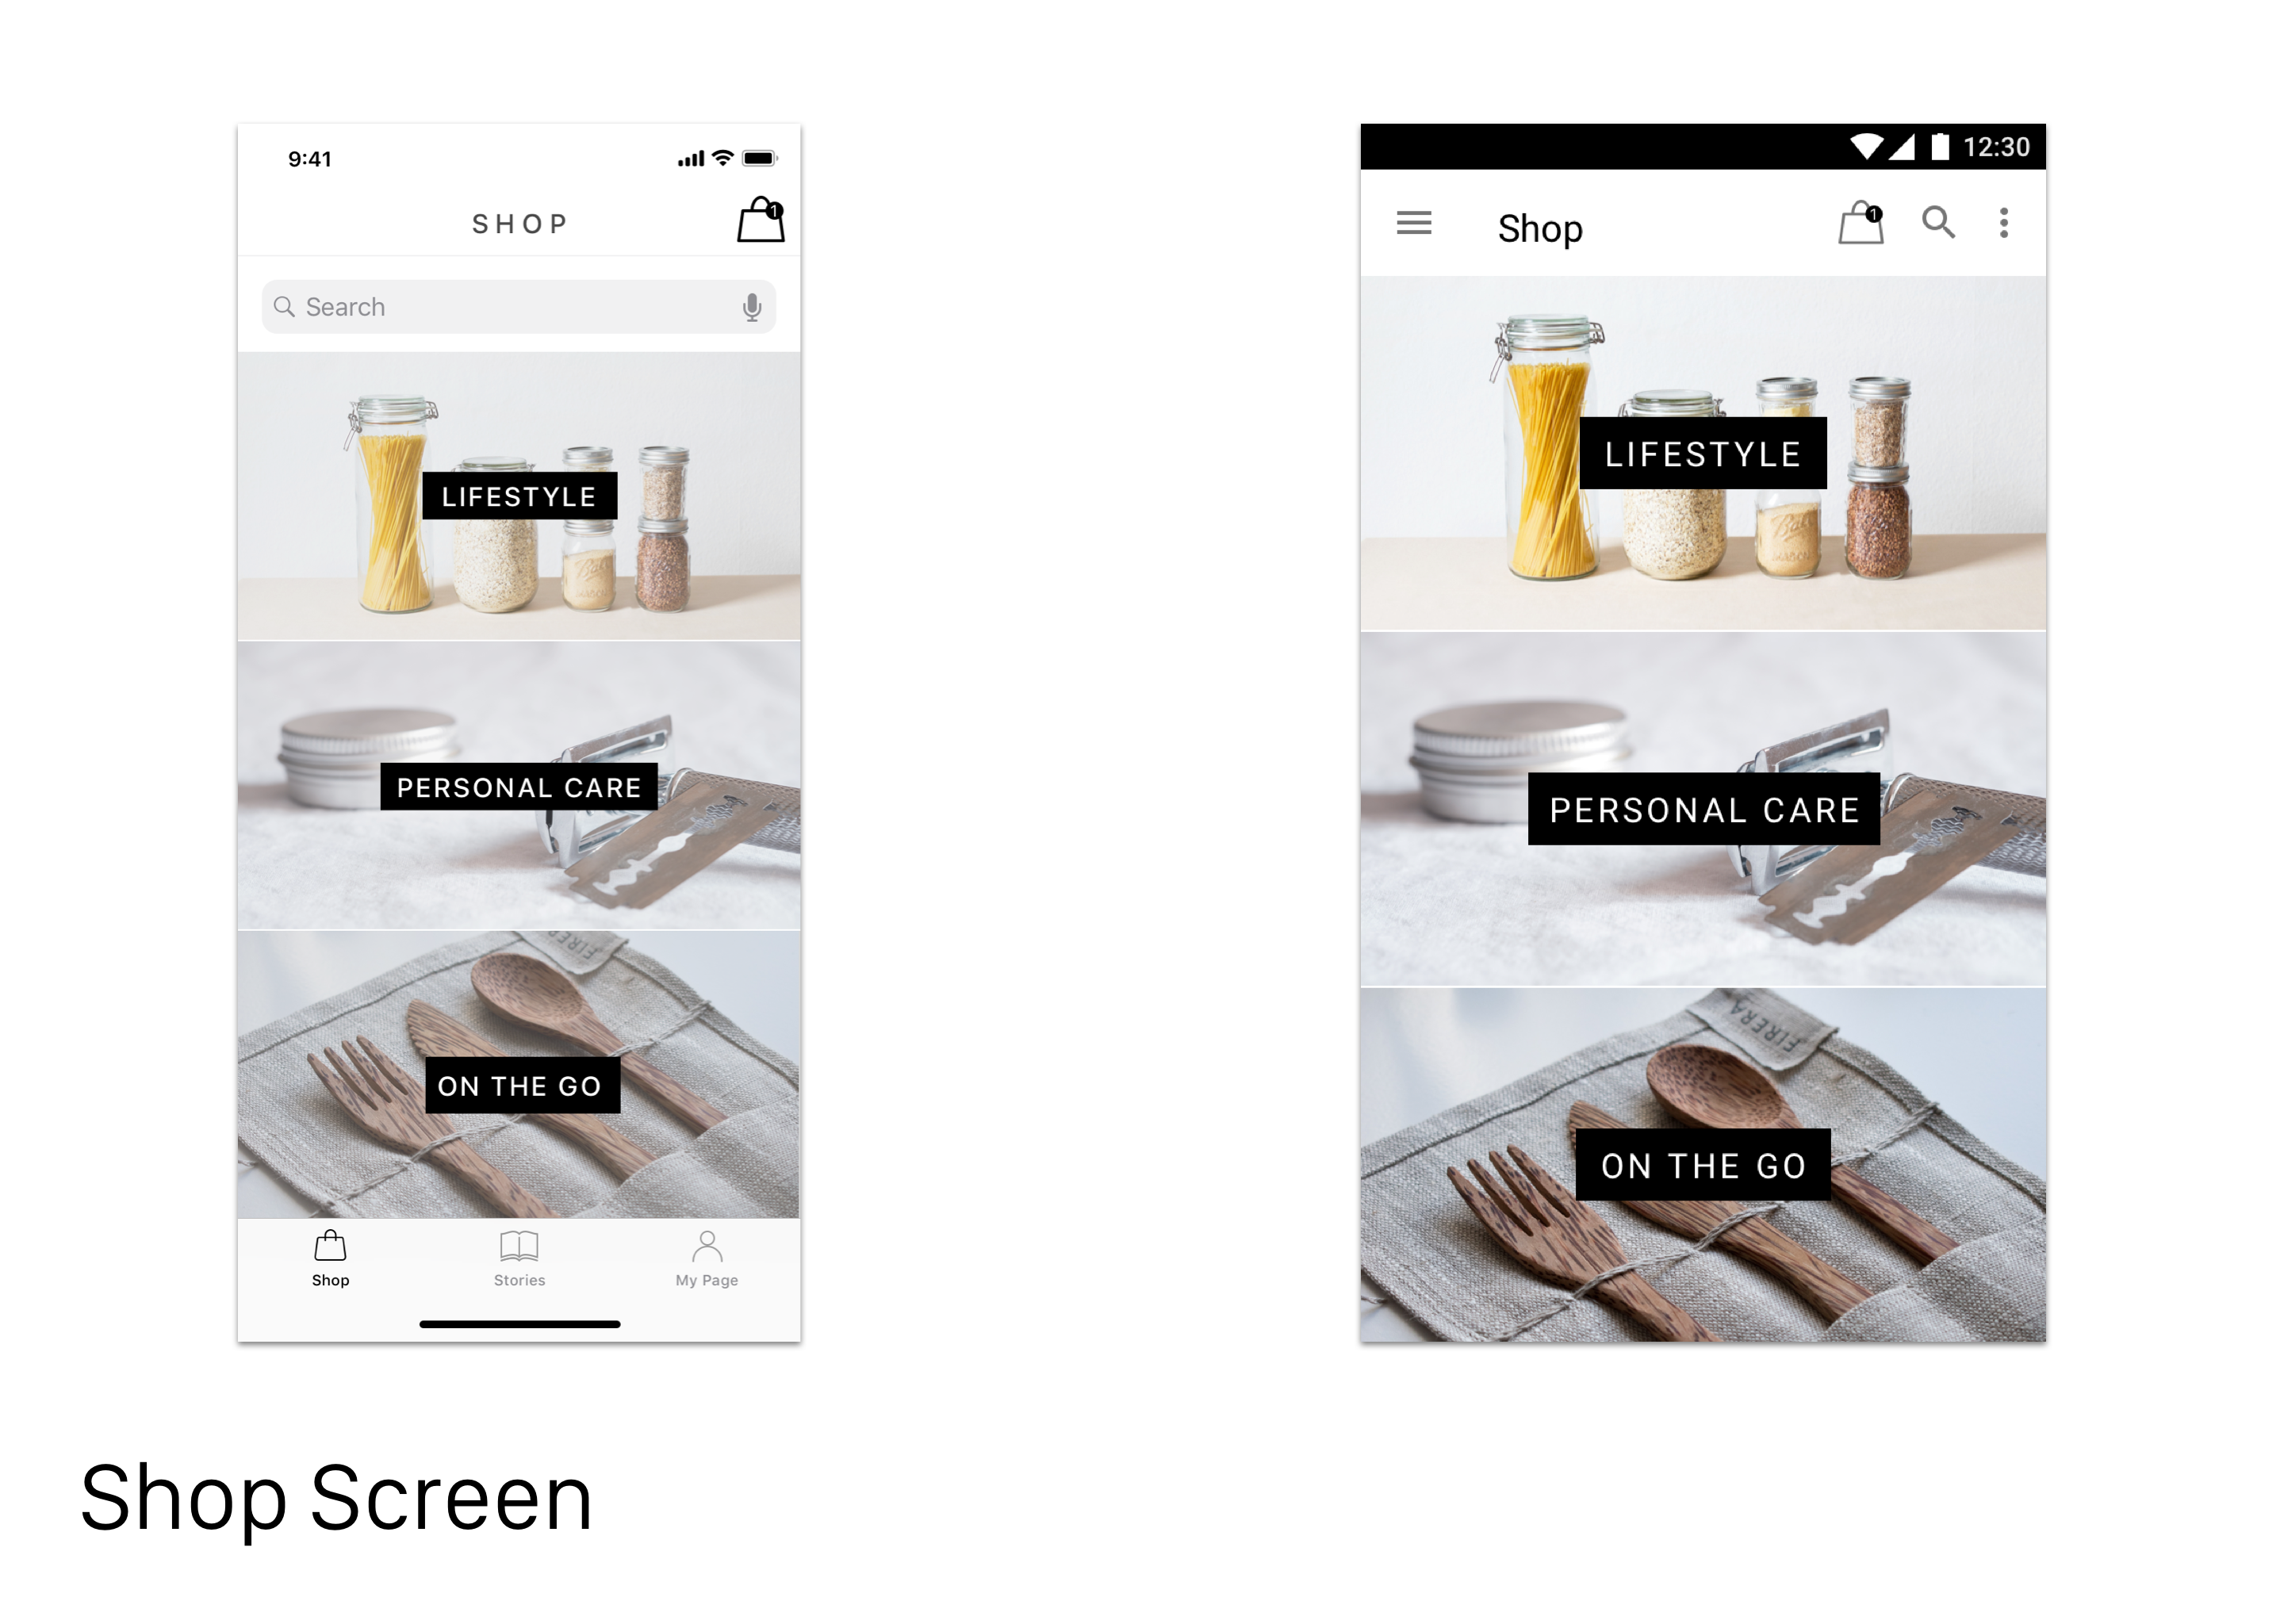 9:41
SHOP
1
Search
LIFESTYLE
PERSONAL CARE
ON THE GO
Shop
Stories
My Page
12:30
Shop
1
LIFESTYLE
PERSONAL CARE
FIRERA
ON THE GO
Shop Screen